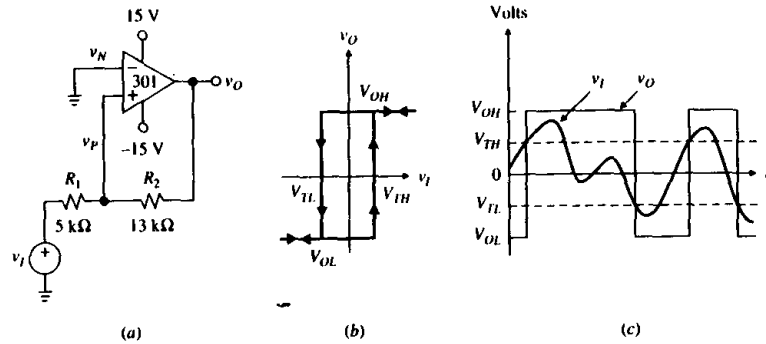 15 V
v_N
−
301
+
v_O
v_P
−15 V
R_1
R_2
5 kΩ
13 kΩ
v_I
(a)
v_O
V_OH
v_I
V_TL
V_TH
V_OL
(b)
Volts
v_I
v_O
V_OH
V_TH
0
V_TL
V_OL
(c)